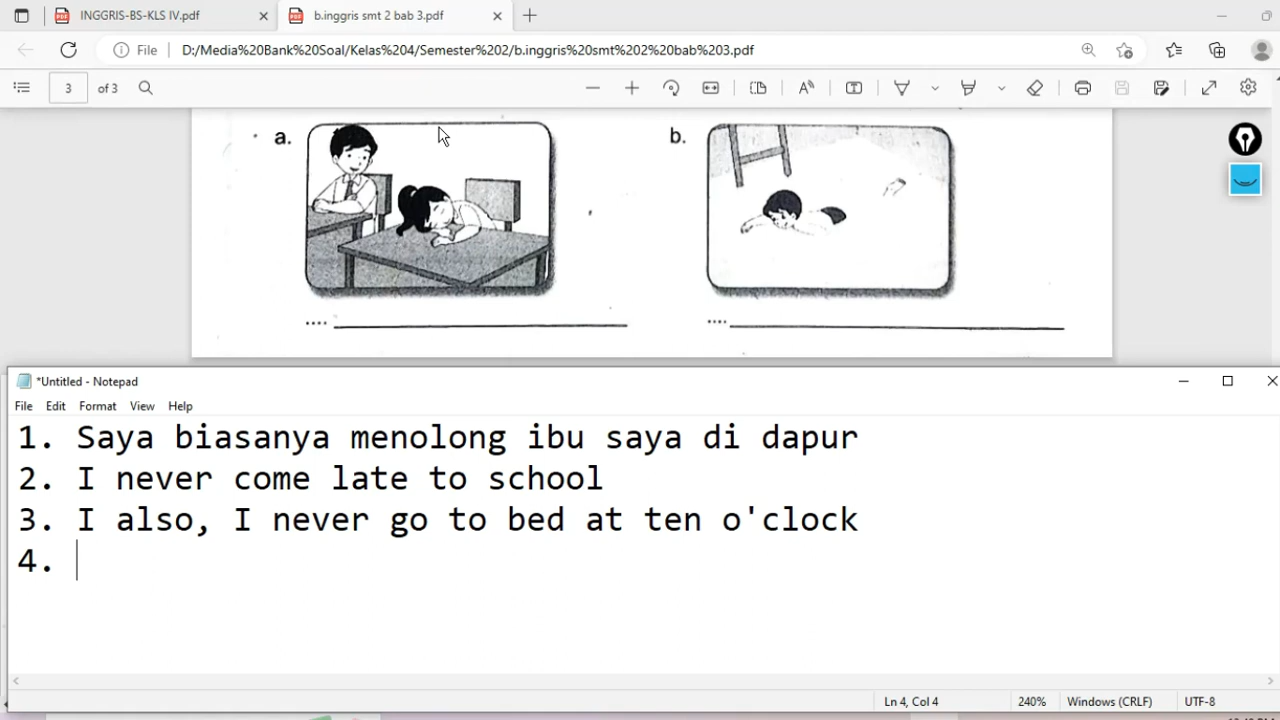 INGGRIS-BS-KLS IV.pdf
b.inggris smt 2 bab 3.pdf
File
D:/Media%20Bank%20Soal/Kelas%204/Semester%202/b.inggris%20smt%202%20bab%203.pdf
3 of 3
a.
b.
.... ____________________
.... ____________________
*Untitled - Notepad
File Edit Format View Help
1. Saya biasanya menolong ibu saya di dapur
2. I never come late to school
3. I also, I never go to bed at ten o'clock
4.
Ln 4, Col 4
240%
Windows (CRLF)
UTF-8